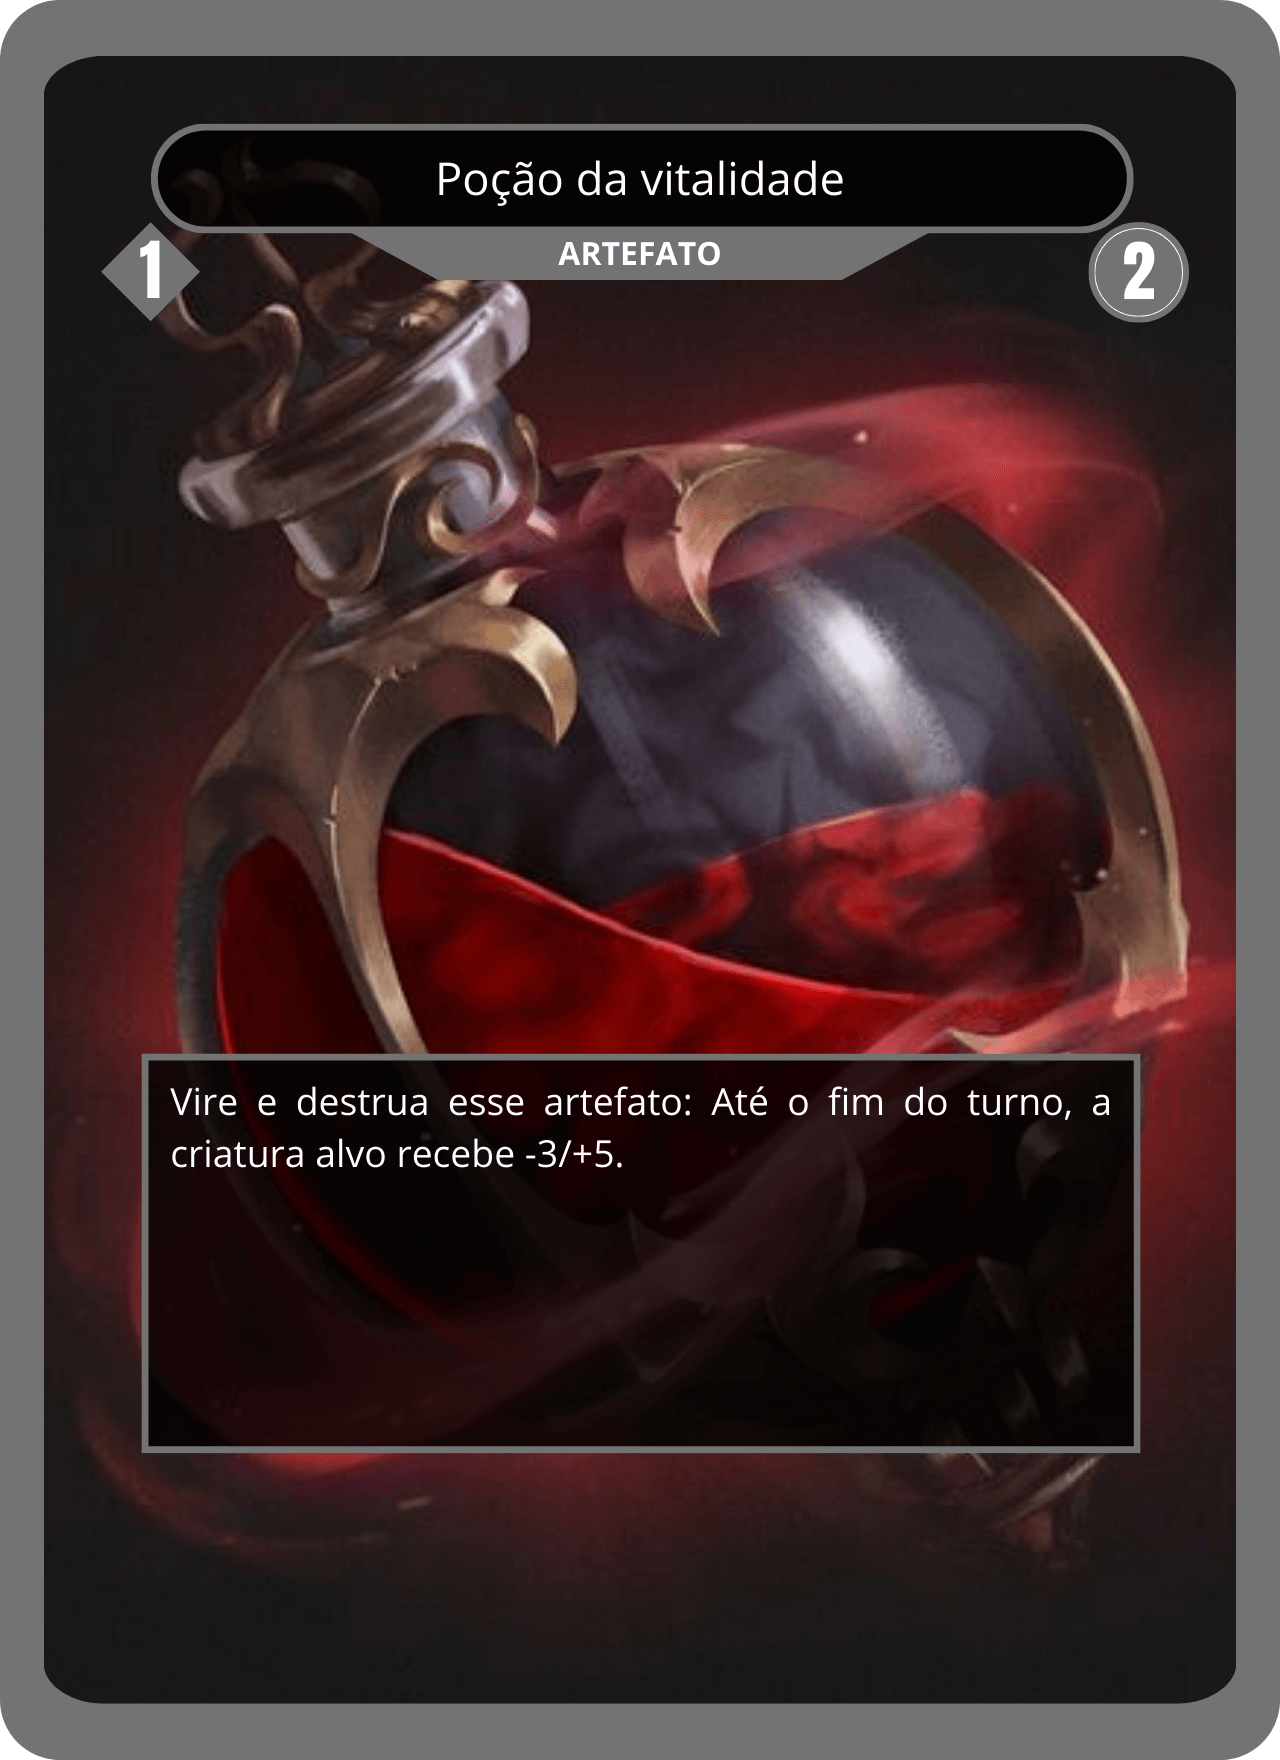 Poção da vitalidade
ARTEFATO
1
2
Vire e destrua esse artefato: Até o fim do turno, a
criatura alvo recebe -3/+5.